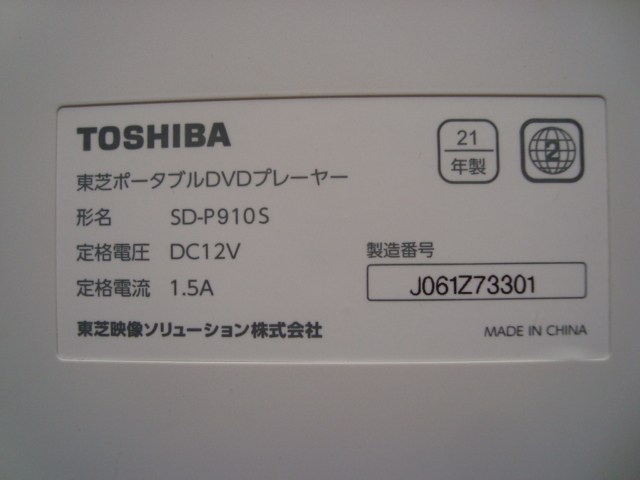 TOSHIBA
21
年製
2
東芝ポータブルDVDプレーヤー
形名 SD-P910S
定格電圧 DC12V
定格電流 1.5A
製造番号
J061Z73301
東芝映像ソリューション株式会社
MADE IN CHINA